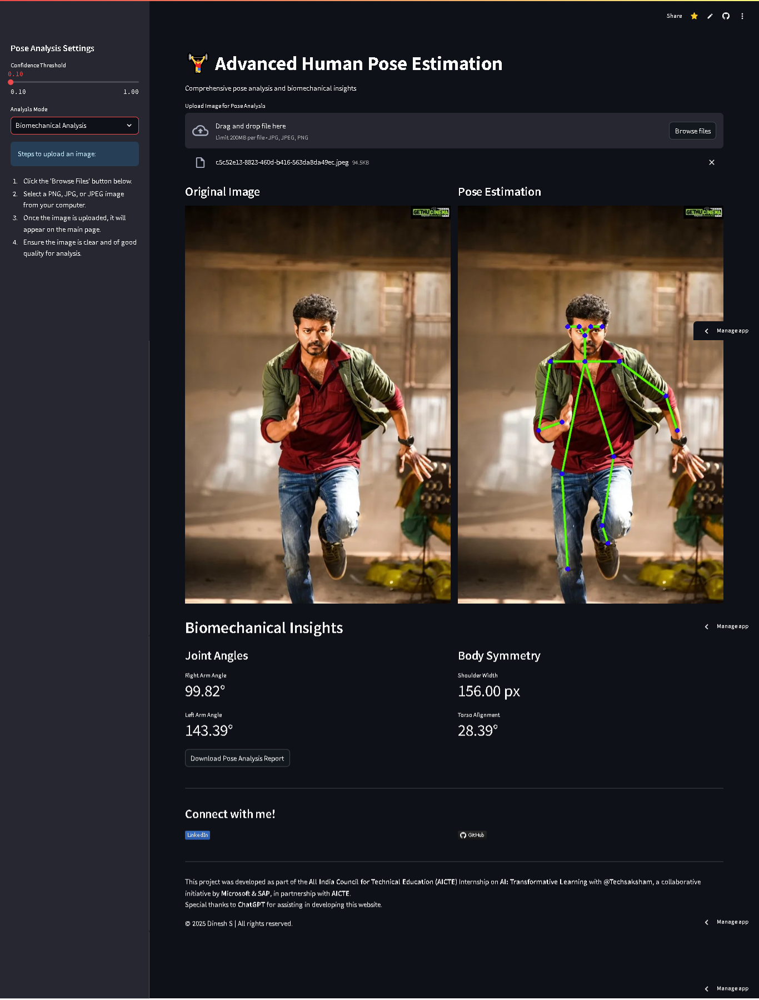 Share
Pose Analysis Settings
Confidence Threshold
0.10
0.10 1.00
Analysis Mode
Biomechanical Analysis
Steps to upload an image:
1. Click the 'Browse Files' button below.
2. Select a PNG, JPG, or JPEG image
from your computer.
3. Once the image is uploaded, it will
appear on the main page.
4. Ensure the image is clear and of good
quality for analysis.
Advanced Human Pose Estimation
Comprehensive pose analysis and biomechanical insights
Upload Image for Pose Analysis
Drag and drop file here
Limit 200MB per file • JPG, JPEG, PNG
Browse files
c5c52e13-8823-460d-b416-563da8da49ec.jpeg 94.5KB
Original Image
Pose Estimation
GETHU CINEMA
GETHU CINEMA
Manage app
Biomechanical Insights
Manage app
Joint Angles
Right Arm Angle
99.82°
Left Arm Angle
143.39°
Body Symmetry
Shoulder Width
156.00 px
Torso Alignment
28.39°
Download Pose Analysis Report
Connect with me!
LinkedIn
GitHub
This project was developed as part of the All India Council for Technical Education (AICTE) Internship on AI: Transformative Learning with @Techsaksham, a collaborative
initiative by Microsoft & SAP, in partnership with AICTE.
Special thanks to ChatGPT for assisting in developing this website.
© 2025 Dinesh S | All rights reserved.
Manage app
Manage app